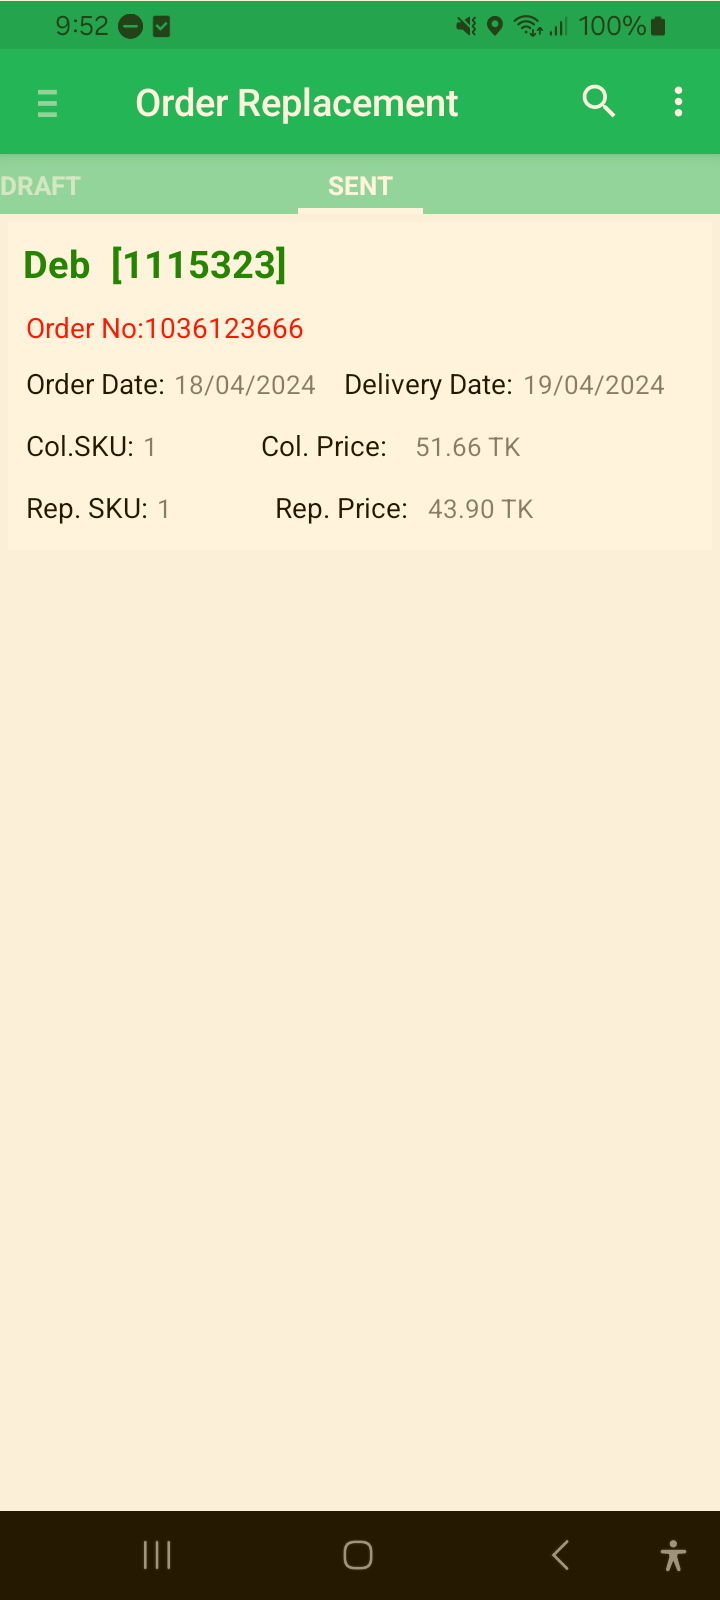 9:52 100%
Order Replacement
DRAFT SENT
Deb [1115323]
Order No:1036123666
Order Date: 18/04/2024 Delivery Date: 19/04/2024
Col.SKU: 1 Col. Price: 51.66 TK
Rep. SKU: 1 Rep. Price: 43.90 TK